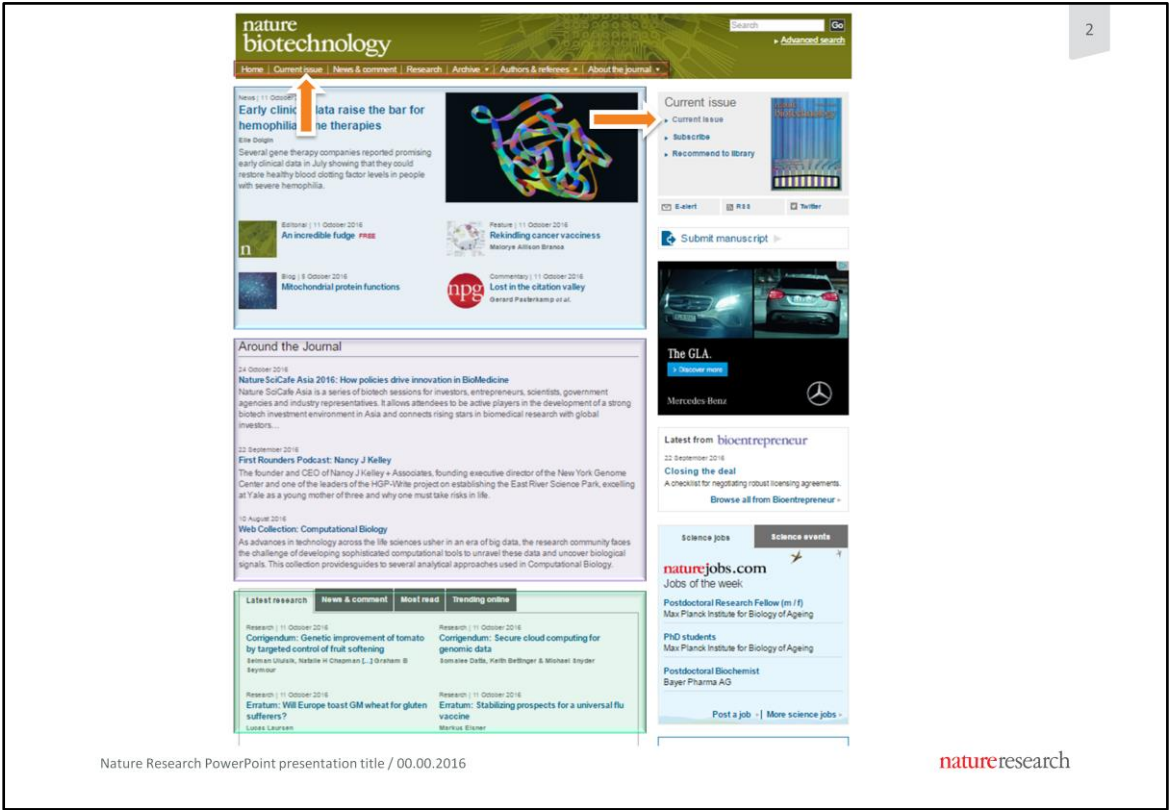 2
nature
biotechnology
Search
Go
Advanced search
Home | Current issue | News & comment | Research | Archive | Authors & referees | About the journal
News | 11 October
Early clinic ata raise the bar for
hemophilia ne therapies
Elie Dolgin
Several gene therapy companies reported promising
early clinical data in July showing that they could
restore healthy blood clotting factor levels in people
with severe hemophilia.
n
Editorial | 11 October 2016
An incredible fudge FREE
Feature | 11 October 2016
Rekindling cancer vacciness
Malorye Allison Branca
Blog | 5 October 2016
Mitochondrial protein functions
npg
Commentary | 11 October 2016
Lost in the citation valley
Gerard Pasterkamp et al.
Current issue
Current issue
Subscribe
Recommend to library
E-alert
RSS
Twitter
Submit manuscript
The GLA.
Discover more
Mercedes-Benz
Around the Journal
24 October 2016
Nature SciCafe Asia 2016: How policies drive innovation in BioMedicine
Nature SciCafe Asia is a series of biotech sessions for investors, entrepreneurs, scientists, government
agencies and industry representatives. It allows attendees to be active players in the development of a strong
biotech investment environment in Asia and connects rising stars in biomedical research with global
investors...
22 September 2016
First Rounders Podcast: Nancy J Kelley
The founder and CEO of Nancy J Kelley + Associates, founding executive director of the New York Genome
Center and one of the leaders of the HGP-Write project on establishing the East River Science Park, excelling
at Yale as a young mother of three and why one must take risks in life.
10 August 2016
Web Collection: Computational Biology
As advances in technology across the life sciences usher in an era of big data, the research community faces
the challenge of developing sophisticated computational tools to unravel these data and uncover biological
signals. This collection providesguides to several analytical approaches used in Computational Biology.
Latest from bioentrepreneur
22 September 2016
Closing the deal
A checklist for negotiating robust licensing agreements.
Browse all from Bioentrepreneur
Science jobs
Science events
naturejobs.com
Jobs of the week
Postdoctoral Research Fellow (m / f)
Max Planck Institute for Biology of Ageing
PhD students
Max Planck Institute for Biology of Ageing
Postdoctoral Biochemist
Bayer Pharma AG
Post a job | More science jobs
Latest research
News & comment
Most read
Trending online
Research | 11 October 2016
Corrigendum: Genetic improvement of tomato
by targeted control of fruit softening
Selman Uluisik, Natalie H Chapman [...] Graham B
Seymour
Research | 11 October 2016
Corrigendum: Secure cloud computing for
genomic data
Somalee Datta, Keith Bettinger & Michael Snyder
Research | 11 October 2016
Erratum: Will Europe toast GM wheat for gluten
sufferers?
Lucas Laursen
Research | 11 October 2016
Erratum: Stabilizing prospects for a universal flu
vaccine
Markus Elsner
Nature Research PowerPoint presentation title / 00.00.2016
natureresearch